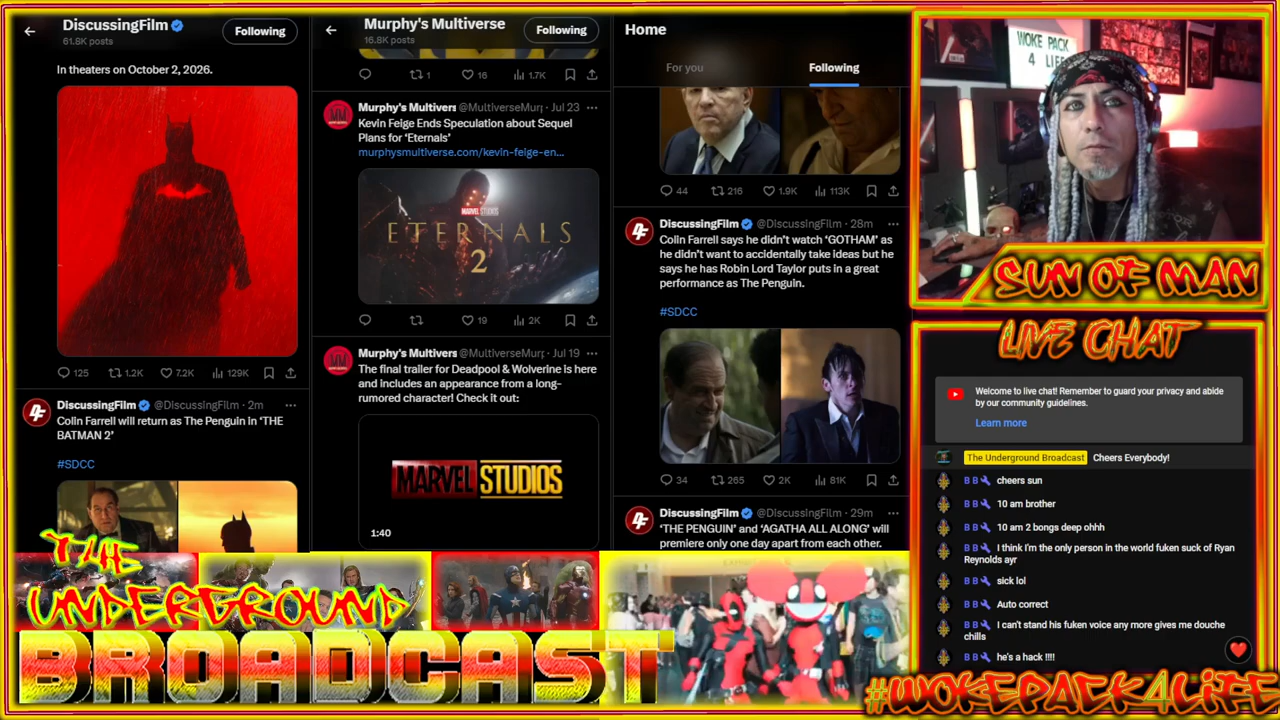 DiscussingFilm
61.8K posts
Following
In theaters on October 2, 2026.
125 1.2K 7.2K 129K
DiscussingFilm @DiscussingFilm · 2m
Colin Farrell will return as The Penguin in ‘THE
BATMAN 2’
#SDCC
Murphy's Multiverse
16.8K posts
Following
1 16 1.7K
Murphy's Multivers @MultiverseMur · Jul 23
Kevin Feige Ends Speculation about Sequel
Plans for ‘Eternals’
murphysmultiverse.com/kevin-feige-en...
MARVEL STUDIOS
ETERNALS
2
19 2K
Murphy's Multivers @MultiverseMur · Jul 19
The final trailer for Deadpool & Wolverine is here
and includes an appearance from a long-
rumored character! Check it out:
MARVEL STUDIOS
1:40
Home
For you Following
44 216 1.9K 113K
DiscussingFilm @DiscussingFilm · 28m
Colin Farrell says he didn’t watch ‘GOTHAM’ as
he didn’t want to accidentally take ideas but he
says he has Robin Lord Taylor puts in a great
performance as The Penguin.
#SDCC
34 265 2K 81K
DiscussingFilm @DiscussingFilm · 29m
‘THE PENGUIN’ and ‘AGATHA ALL ALONG’ will
premiere only one day apart from each other.
WOKE PACK
4 LIFE
SUN OF MAN
LIVE CHAT
Welcome to live chat! Remember to guard your privacy and abide
by our community guidelines.
Learn more
The Underground Broadcast Cheers Everybody!
B B cheers sun
B B 10 am brother
B B 10 am 2 bongs deep ohhh
B B I think I'm the only person in the world fuken suck of Ryan
Reynolds ayr
B B sick lol
B B Auto correct
B B I can't stand his fuken voice any more gives me douche
chills
B B he's a hack !!!!
THE
UNDERGROUND
BROADCAST
#WOKEPACK4LIFE